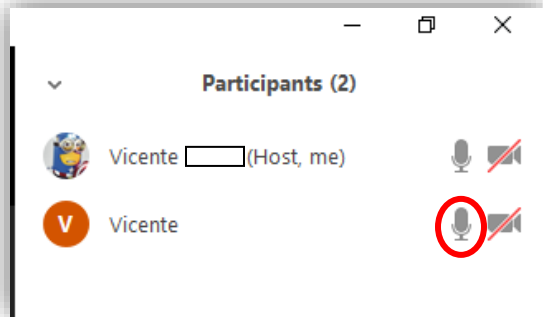 Participants (2)
Vicente (Host, me)
V Vicente